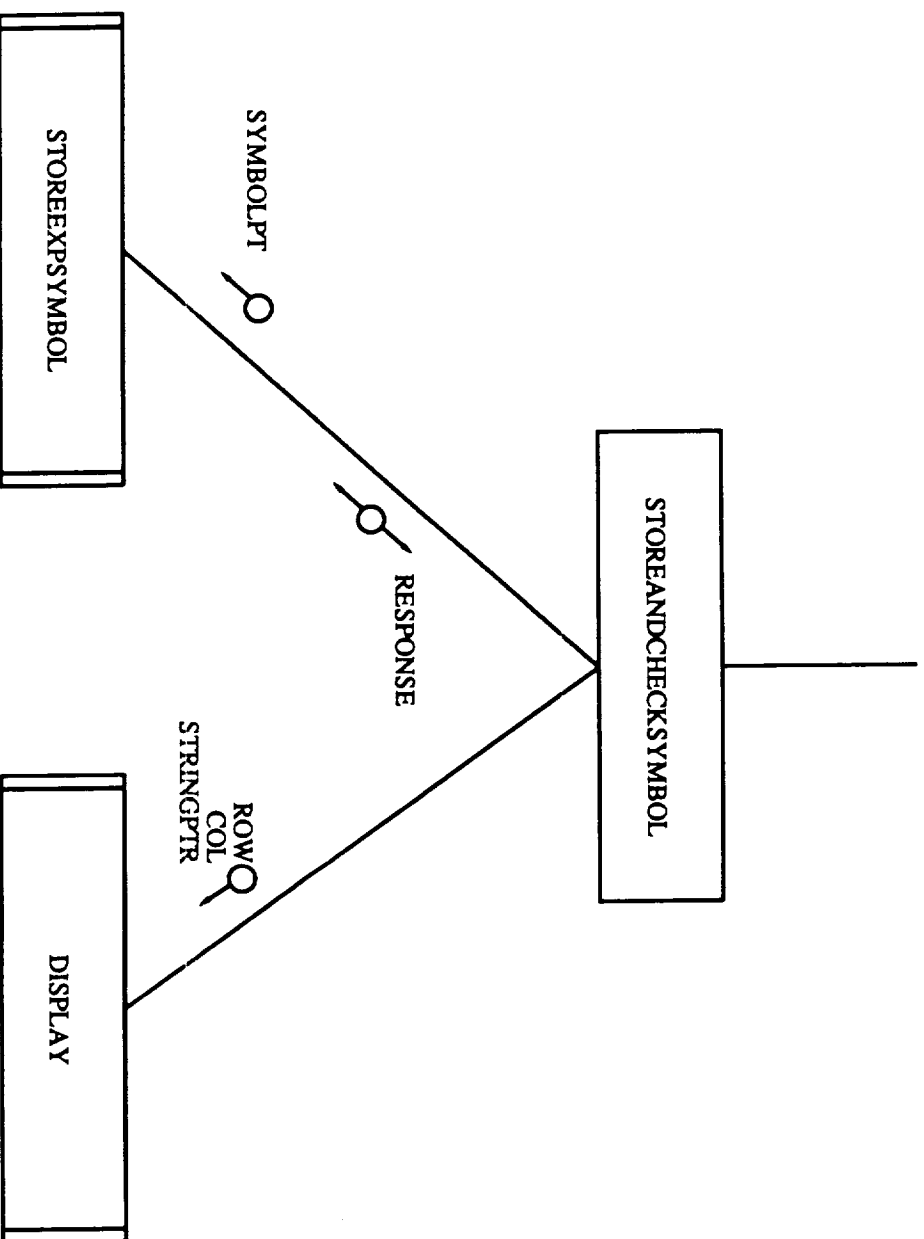 STOREANDCHECKSYMBOL
SYMBOLPT
RESPONSE
ROW
COL
STRINGPTR
STOREEXPSYMBOL
DISPLAY